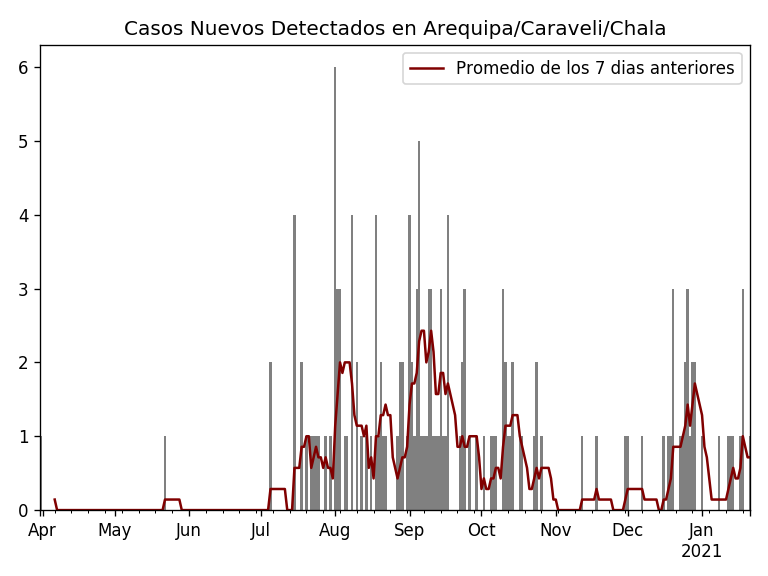 Casos Nuevos Detectados en Arequipa/Caraveli/Chala
Promedio de los 7 dias anteriores
6
5
4
3
2
1
0
Apr May Jun Jul Aug Sep Oct Nov Dec Jan
2021